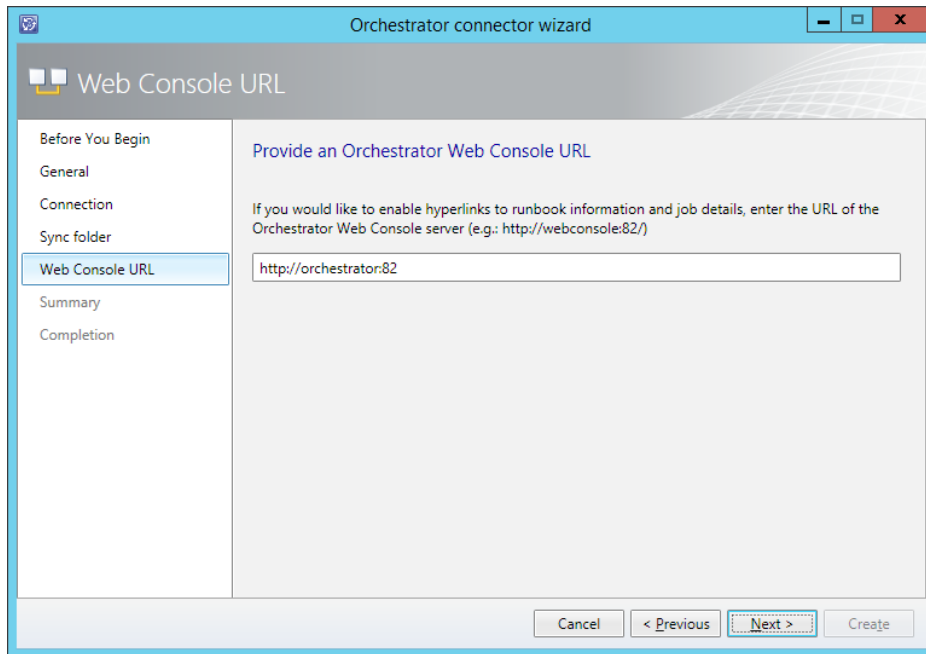 Orchestrator connector wizard
Web Console URL
Before You Begin
General
Connection
Sync folder
Web Console URL
Summary
Completion
Provide an Orchestrator Web Console URL
If you would like to enable hyperlinks to runbook information and job details, enter the URL of the
Orchestrator Web Console server (e.g.: http://webconsole:82/)
http://orchestrator:82
Cancel
< Previous
Next >
Create